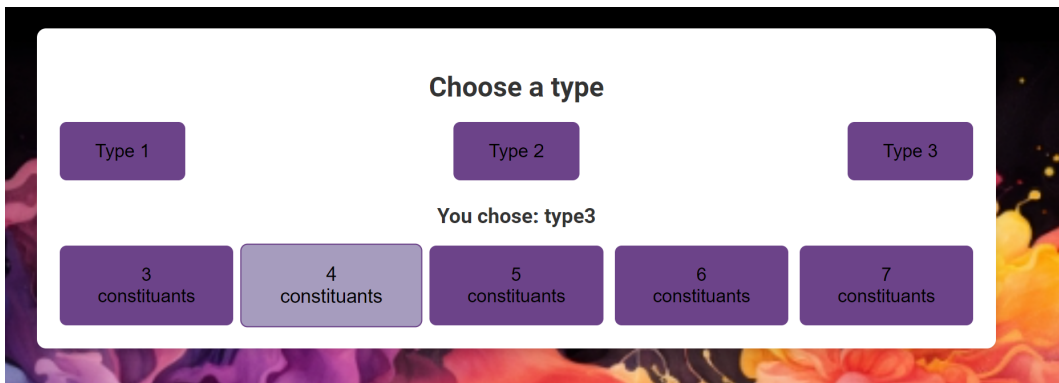 Choose a type
Type 1
Type 2
Type 3
You chose: type3
3
constituants
4
constituants
5
constituants
6
constituants
7
constituants